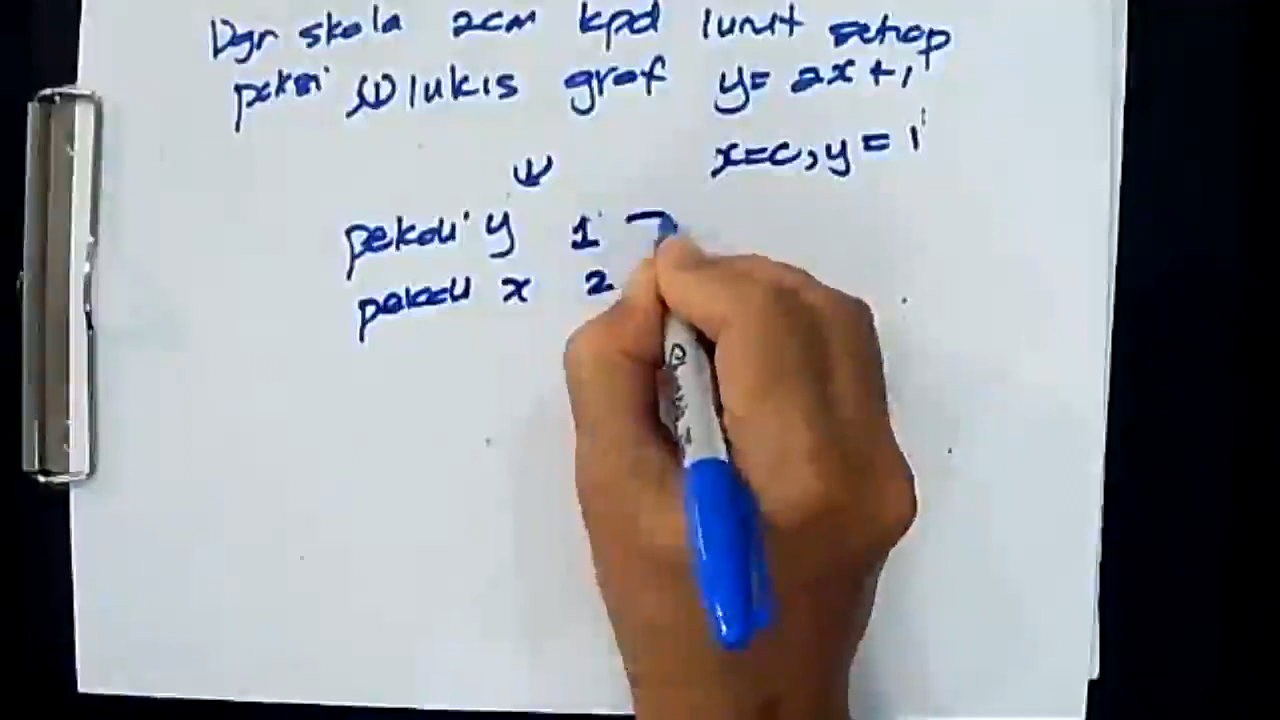 Dgn skala 2cm kpd 1unit setiap
paksi lukis graf y= 2x+1
x=0, y = 1
pekali y 1
pekali x 2